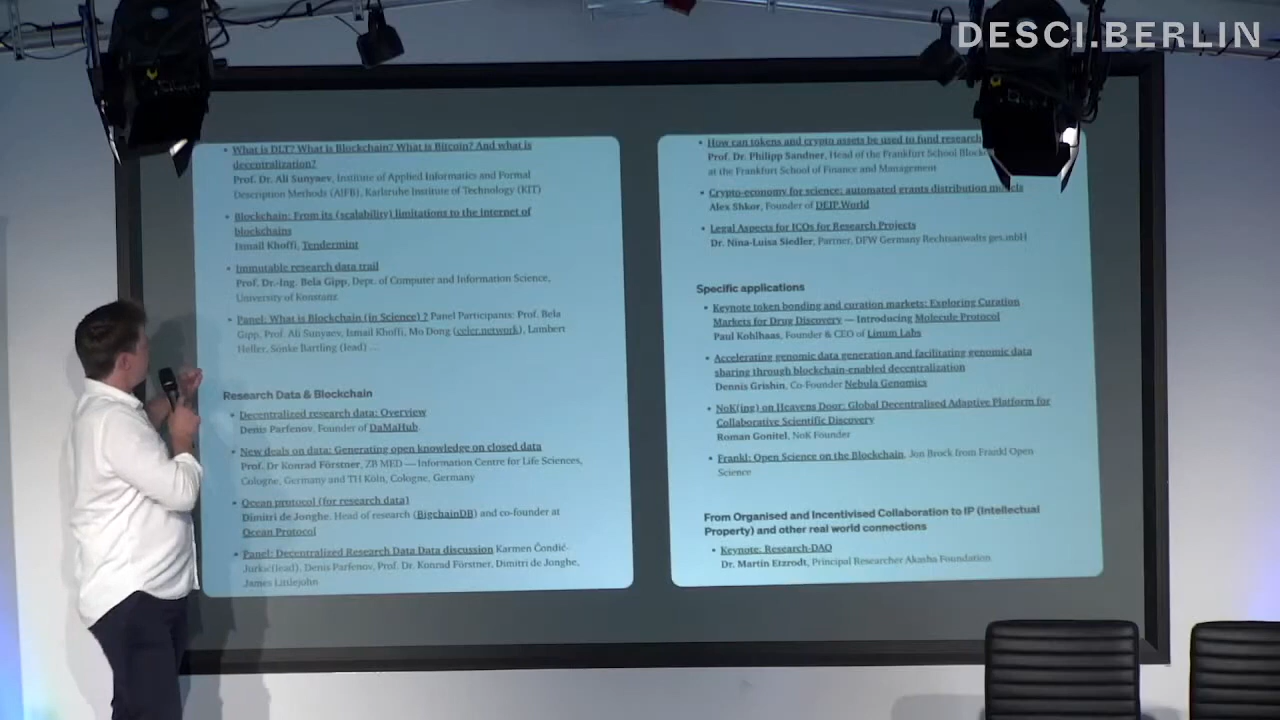 DESCI.BERLIN
What is DLT? What is Blockchain? What is Bitcoin? And what is
decentralization?
Prof. Dr. Ali Sunyaev, Institute of Applied Informatics and Formal
Description Methods (AIFB), Karlsruhe Institute of Technology (KIT)
Blockchain: From its (scalability) limitations to the Internet of
blockchains
Ismail Khoffi, Tendermint
Immutable research data trail
Prof. Dr.-Ing. Bela Gipp, Dept. of Computer and Information Science,
University of Konstanz
Panel: What is Blockchain (in Science) ? Panel Participants: Prof. Bela
Gipp, Prof. Ali Sunyaev, Ismail Khoffi, Mo Dong (celer.network), Lambert
Heller, Sönke Bartling (lead) …
Research Data & Blockchain
Decentralized research data: Overview
Denis Parfenov, Founder of DaMaHub
New deals on data: Generating open knowledge on closed data
Prof. Dr Konrad Förstner, ZB MED — Information Centre for Life Sciences,
Cologne, Germany and TH Köln, Cologne, Germany
Ocean protocol (for research data)
Dimitri de Jonghe, Head of research (BigchainDB) and co-founder at
Ocean Protocol
Panel: Decentralized Research Data Data discussion Karmen Čondić-
Jurkić(lead), Denis Parfenov, Prof. Dr. Konrad Förstner, Dimitri de Jonghe,
James Littlejohn
How can tokens and crypto assets be used to fund research
Prof. Dr. Philipp Sandner, Head of the Frankfurt School
at the Frankfurt School of Finance and Management
Crypto-economy for science: automated grants distribution
Alex Shkor, Founder of DEIP.World
Legal Aspects for ICOs for Research Projects
Dr. Nina-Luisa Siedler, Partner, DFW Germany Rechtsanwalts ges.mbH
Specific applications
Keynote token bonding and curation markets: Exploring Curation
Markets for Drug Discovery — Introducing Molecule Protocol
Paul Kohlhaas, Founder & CEO of Linum Labs
Accelerating genomic data generation and facilitating genomic data
sharing through blockchain-enabled decentralization
Dennis Grishin, Co-Founder Nebula Genomics
NoK(ing) on Heavens Door: Global Decentralised Adaptive Platform for
Collaborative Scientific Discovery
Roman Gonitel, NoK Founder
Frankl: Open Science on the Blockchain, Jon Brock from Frankl Open
Science
From Organised and Incentivised Collaboration to IP (Intellectual
Property) and other real world connections
Keynote: Research-DAO
Dr. Martin Etzrodt, Principal Researcher Akasha Foundation